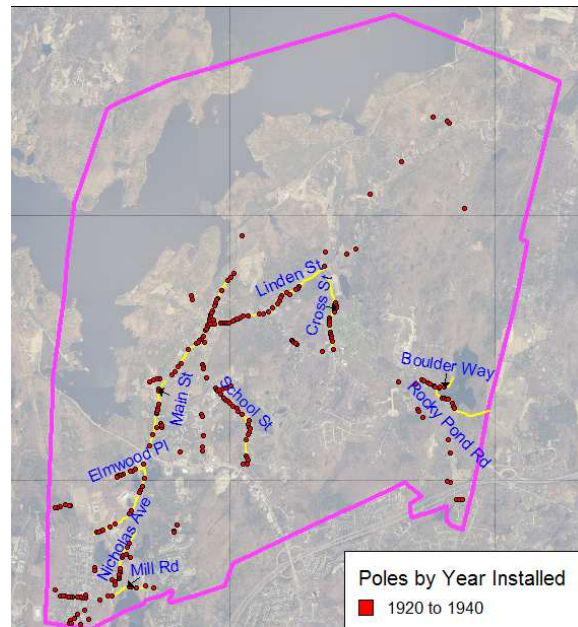 Linden St
Cross St
Boulder Way
Main St
School St
Rocky Pond Rd
Elmwood Pl
Nicholas Ave
Mill Rd
Poles by Year Installed
1920 to 1940